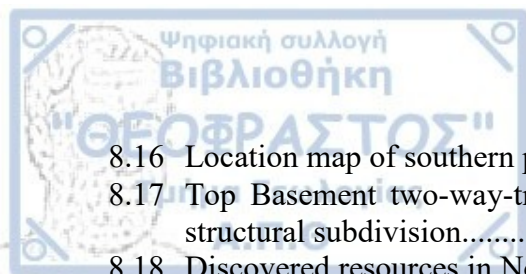 Ψηφιακή συλλογή
Βιβλιοθήκη
"ΘΕΟΦΡΑΣΤΟΣ"
8.16 Location map of southern p
8.17 Top Basement two-way-tr
structural subdivision..........
8.18 Discovered resources in No